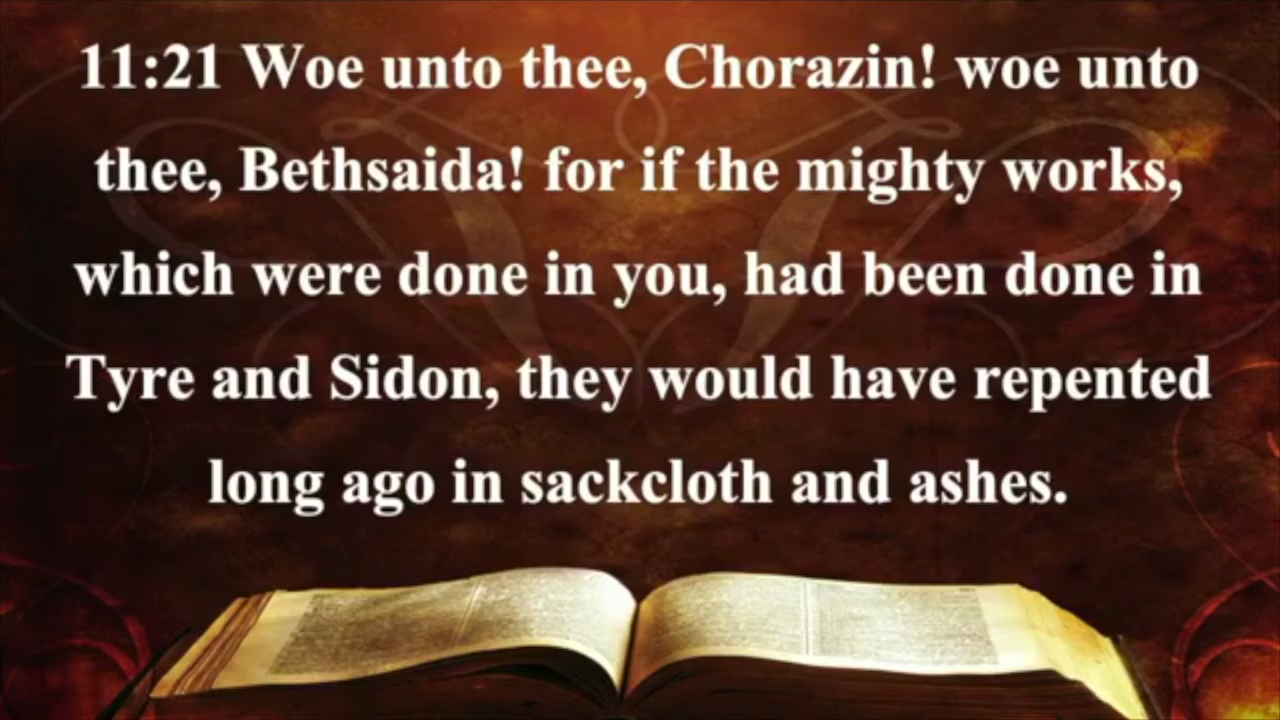 11:21 Woe unto thee, Chorazin! woe unto
thee, Bethsaida! for if the mighty works,
which were done in you, had been done in
Tyre and Sidon, they would have repented
long ago in sackcloth and ashes.